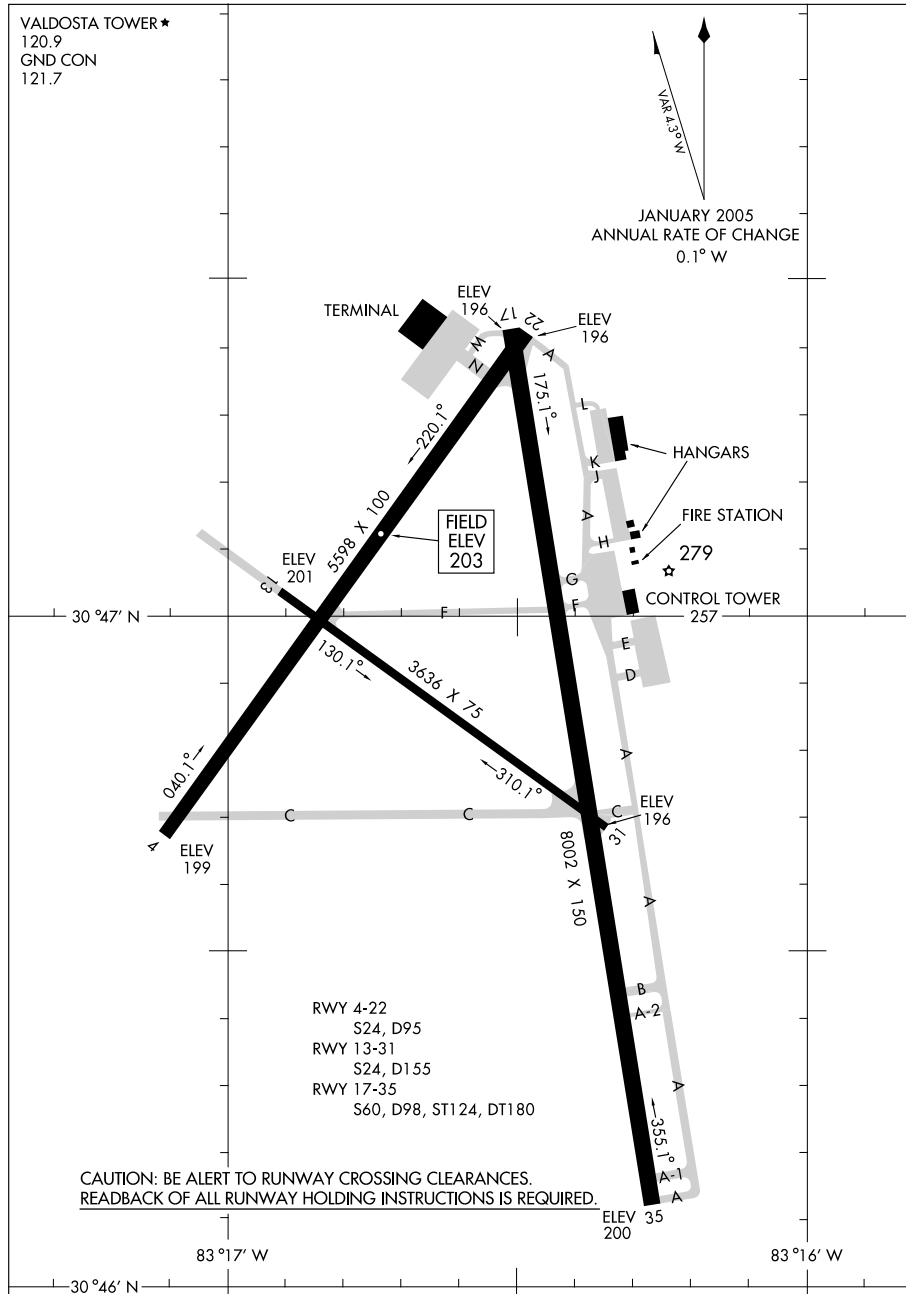 VALDOSTA TOWER★
120.9
GND CON
121.7
VAR 4.3° W
JANUARY 2005
ANNUAL RATE OF CHANGE
0.1° W
TERMINAL
ELEV
196
17
22
ELEV
196
A
M
N
175.1°
L
220.1°
K
J
HANGARS
5598 X 100
A
FIELD
ELEV
203
H
FIRE STATION
279
ELEV
201
13
G
F
F
CONTROL TOWER
257
30 °47' N
E
D
130.1°
3636 X 75
A
040.1°
310.1°
C
C
C
ELEV
196
31
4
ELEV
199
8002 X 150
A
B
A-2
RWY 4-22
S24, D95
RWY 13-31
S24, D155
RWY 17-35
S60, D98, ST124, DT180
A
355.1°
A-1
A
CAUTION: BE ALERT TO RUNWAY CROSSING CLEARANCES.
READBACK OF ALL RUNWAY HOLDING INSTRUCTIONS IS REQUIRED.
ELEV
200
35
83 °17' W
83 °16' W
30 °46' N